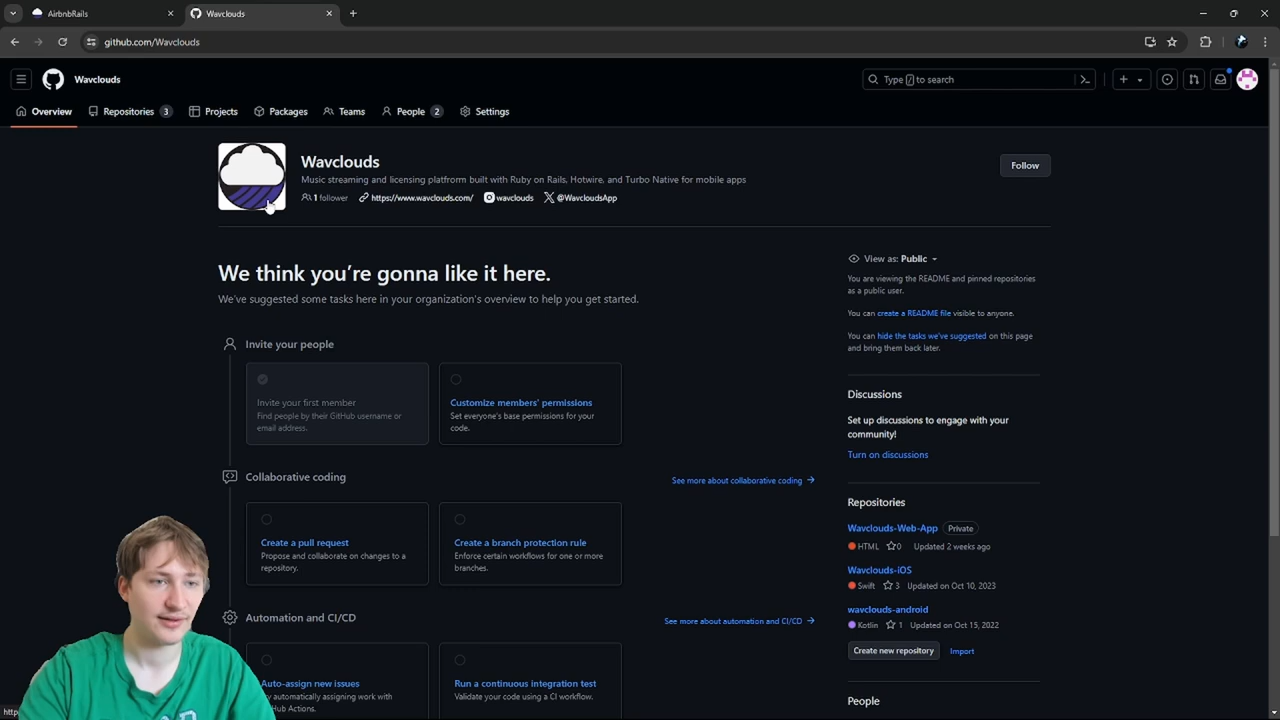 AirbnbRails
Wavclouds
github.com/Wavclouds
Wavclouds
Type / to search
Overview
Repositories 3
Projects
Packages
Teams
People 2
Settings
Wavclouds
Music streaming and licensing platfrorm built with Ruby on Rails, Hotwire, and Turbo Native for mobile apps
1 follower
https://www.wavclouds.com/
wavclouds
@WavcloudsApp
Follow
We think you're gonna like it here.
We've suggested some tasks here in your organization's overview to help you get started.
Invite your people
Invite your first member
Find people by their GitHub username or
email address.
Customize members' permissions
Set everyone's base permissions for your
code.
Collaborative coding
See more about collaborative coding
Create a pull request
Propose and collaborate on changes to a
repository.
Create a branch protection rule
Enforce certain workflows for one or more
branches.
Automation and CI/CD
See more about automation and CI/CD
Auto-assign new issues
automatically assigning work with
Hub Actions.
Run a continuous integration test
Validate your code using a CI workflow.
View as: Public
You are viewing the README and pinned repositories
as a public user.
You can create a README file visible to anyone.
You can hide the tasks we've suggested on this page
and bring them back later.
Discussions
Set up discussions to engage with your
community!
Turn on discussions
Repositories
Wavclouds-Web-App Private
HTML 0 Updated 2 weeks ago
Wavclouds-iOS
Swift 3 Updated on Oct 10, 2023
wavclouds-android
Kotlin 1 Updated on Oct 15, 2022
Create new repository
Import
People